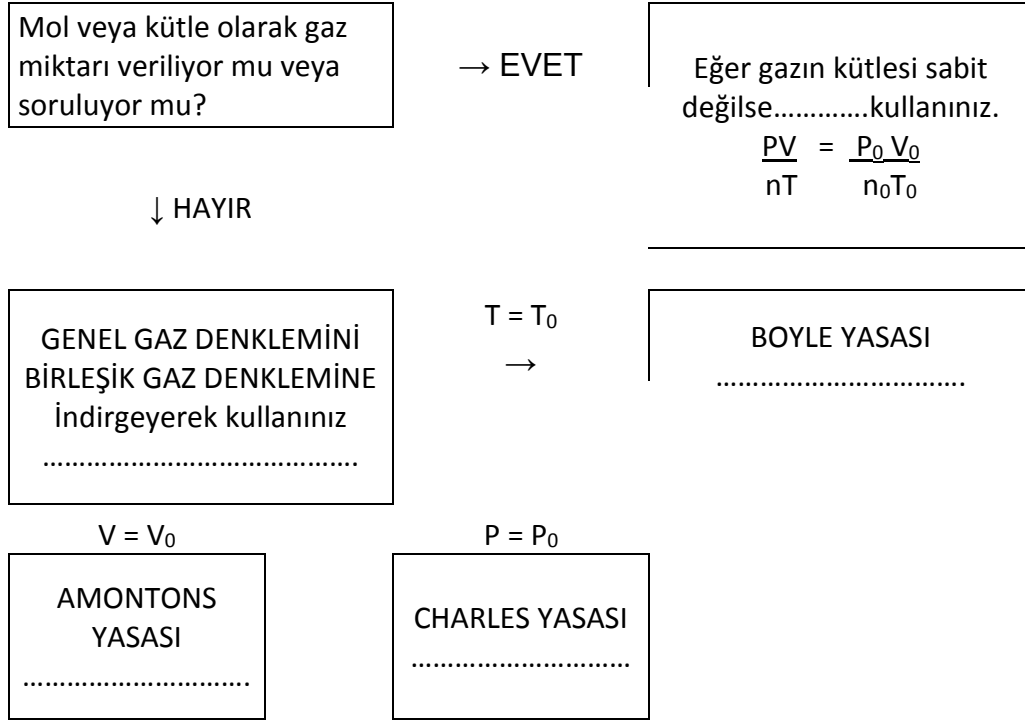 Mol veya kütle olarak gaz
miktarı veriliyor mu veya
soruluyor mu?
→ EVET
Eğer gazın kütlesi sabit
değilse………….kullanınız.
PV = P₀ V₀
nT n₀T₀
↓ HAYIR
GENEL GAZ DENKLEMİNİ
BİRLEŞİK GAZ DENKLEMİNE
İndirgeyerek kullanınız
…………………………………….
T = T₀
→
BOYLE YASASI
…………………………….
V = V₀
P = P₀
AMONTONS
YASASI
………………………….
CHARLES YASASI
…………………………